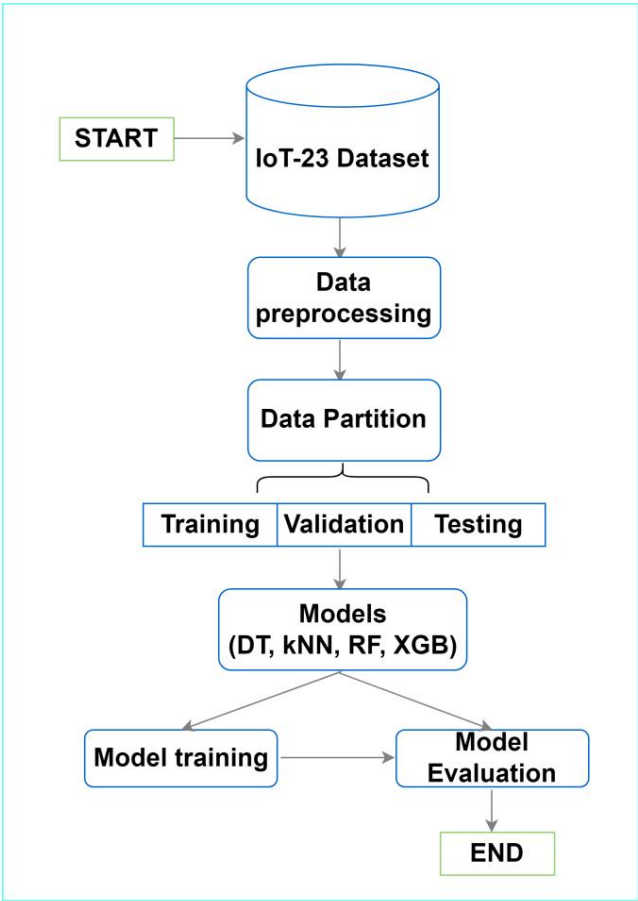 START
IoT-23 Dataset
Data
preprocessing
Data Partition
Training
Validation
Testing
Models
(DT, kNN, RF, XGB)
Model training
Model
Evaluation
END